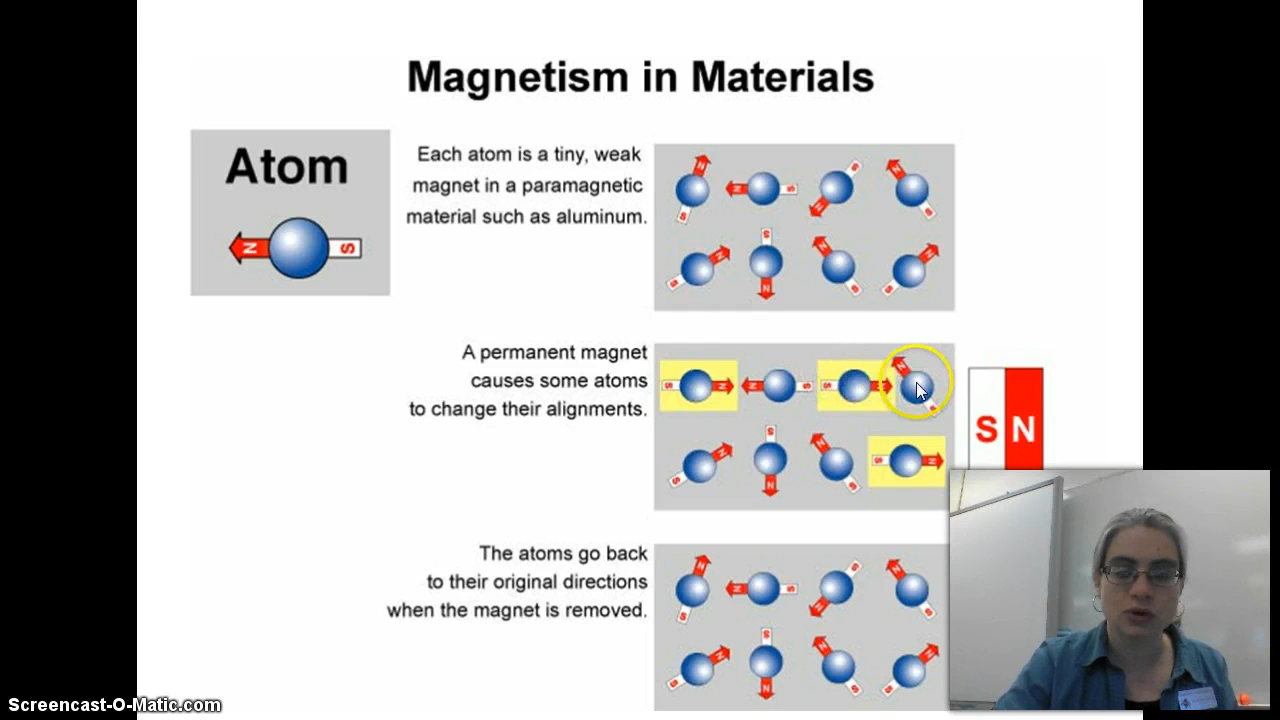 Magnetism in Materials
Atom
N S
Each atom is a tiny, weak
magnet in a paramagnetic
material such as aluminum.
N N S S N
S N S
N S N N
S N S S
A permanent magnet
causes some atoms
to change their alignments.
S N N S S N N
S
N S N S N
S N S
S N
The atoms go back
to their original directions
when the magnet is removed.
N N S S N
S N S
N S N N
S N S S
Screencast-O-Matic.com